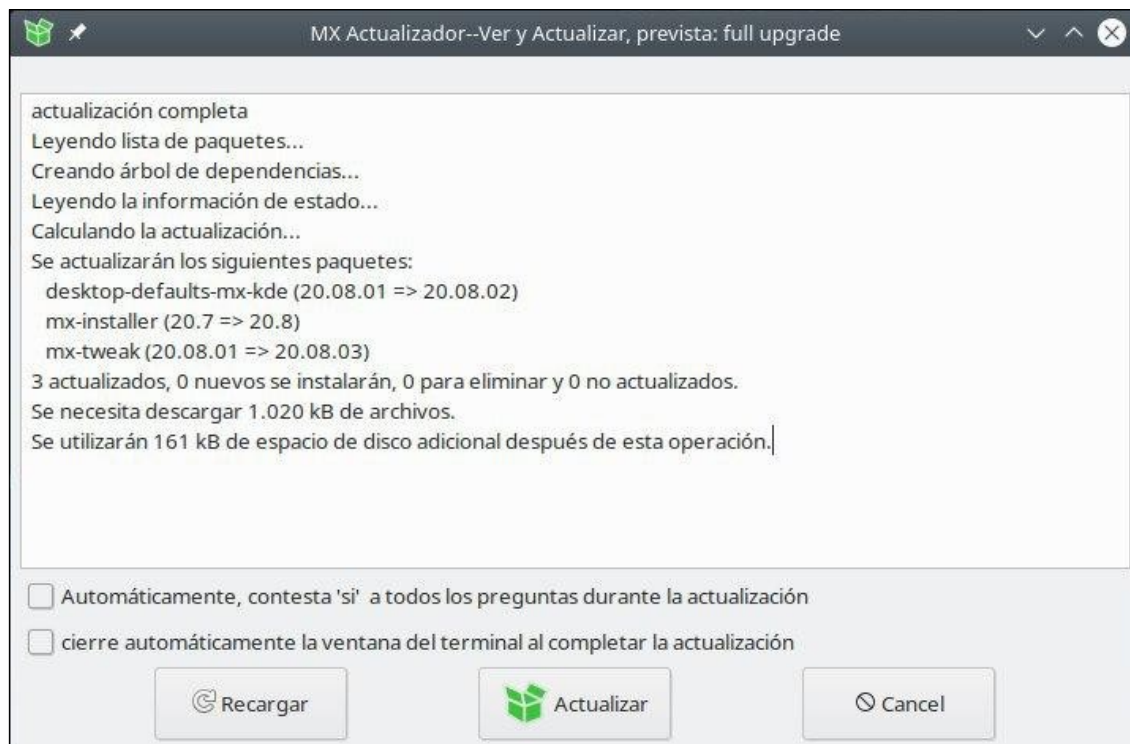 MX Actualizador--Ver y Actualizar, prevista: full upgrade
actualización completa
Leyendo lista de paquetes...
Creando árbol de dependencias...
Leyendo la información de estado...
Calculando la actualización...
Se actualizarán los siguientes paquetes:
desktop-defaults-mx-kde (20.08.01 => 20.08.02)
mx-installer (20.7 => 20.8)
mx-tweak (20.08.01 => 20.08.03)
3 actualizados, 0 nuevos se instalarán, 0 para eliminar y 0 no actualizados.
Se necesita descargar 1.020 kB de archivos.
Se utilizarán 161 kB de espacio de disco adicional después de esta operación.
Automáticamente, contesta 'si' a todos los preguntas durante la actualización
cierre automáticamente la ventana del terminal al completar la actualización
Recargar
Actualizar
Cancel